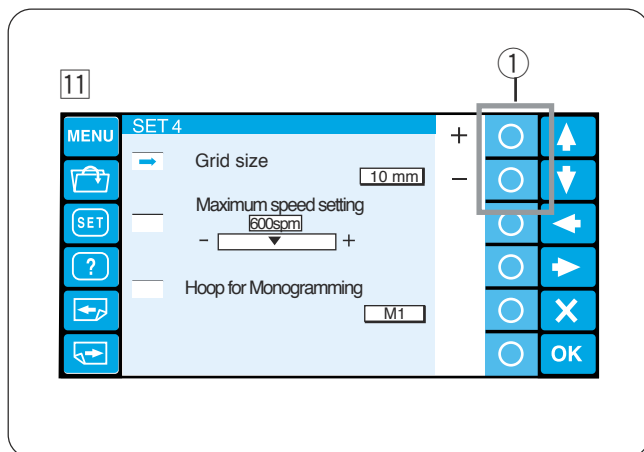 1
11
MENU
SET 4
+
Grid size
10 mm
−
Maximum speed setting
600spm
SET
- +
?
Hoop for Monogramming
M1
X
OK